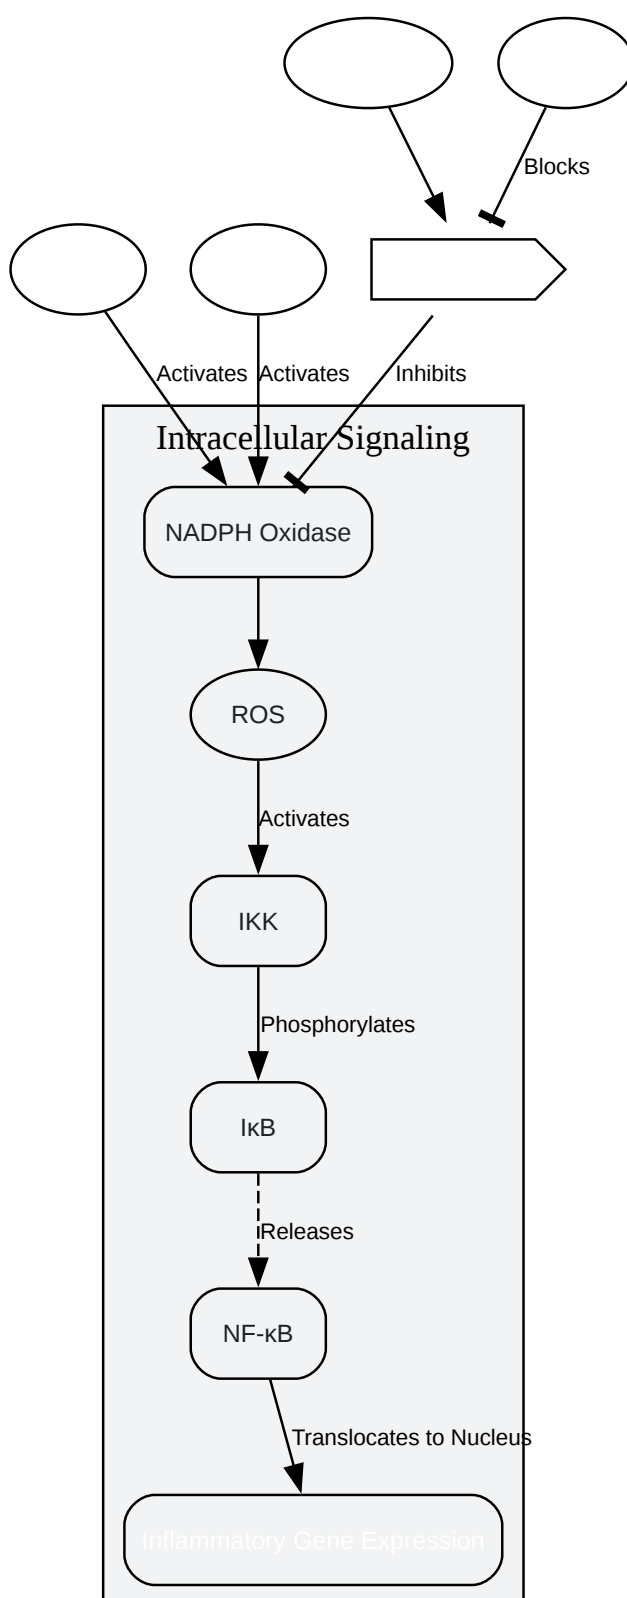 Blocks
Activates
Activates
Inhibits
Intracellular Signaling
NADPH Oxidase
ROS
Activates
IKK
Phosphorylates
IκB
Releases
NF-κB
Translocates to Nucleus
Inflammatory Gene Expression